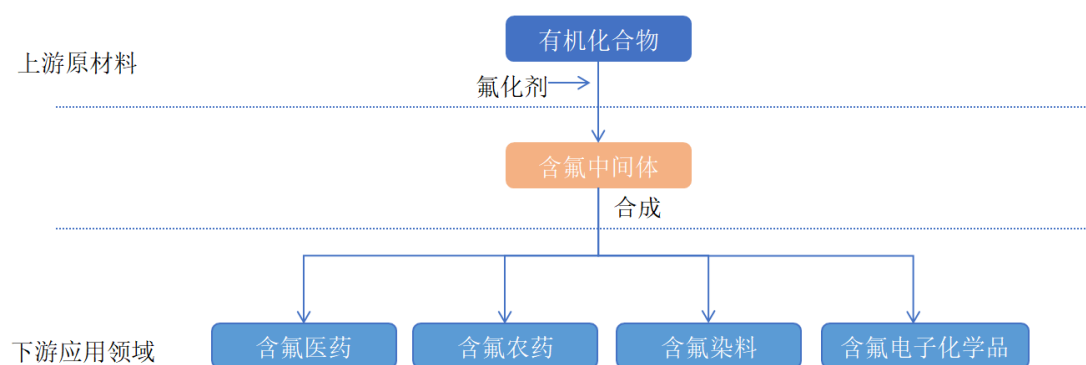 有机化合物
上游原材料
氟化剂
含氟中间体
合成
下游应用领域
含氟医药
含氟农药
含氟染料
含氟电子化学品